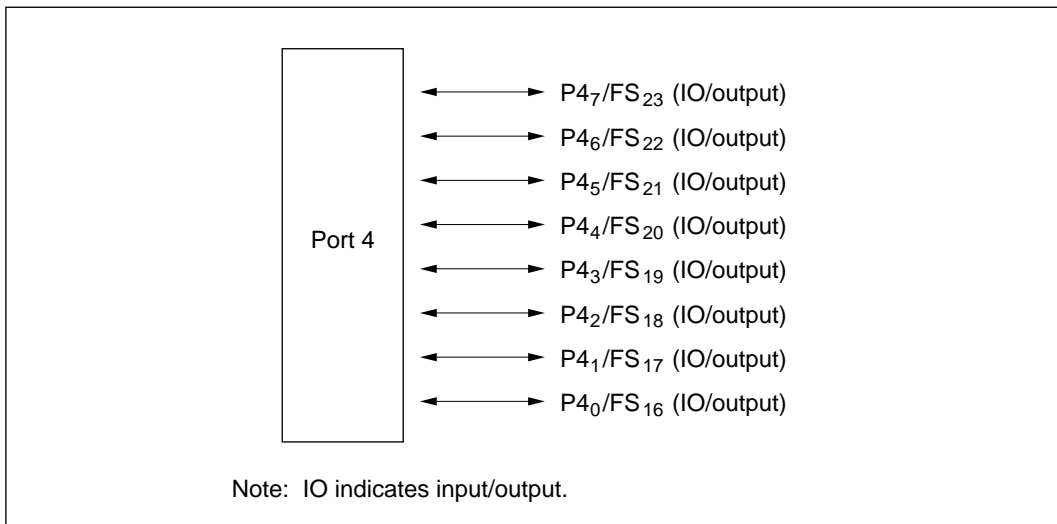 P4₇/FS₂₃ (IO/output)
P4₆/FS₂₂ (IO/output)
P4₅/FS₂₁ (IO/output)
P4₄/FS₂₀ (IO/output)
Port 4
P4₃/FS₁₉ (IO/output)
P4₂/FS₁₈ (IO/output)
P4₁/FS₁₇ (IO/output)
P4₀/FS₁₆ (IO/output)
Note: IO indicates input/output.